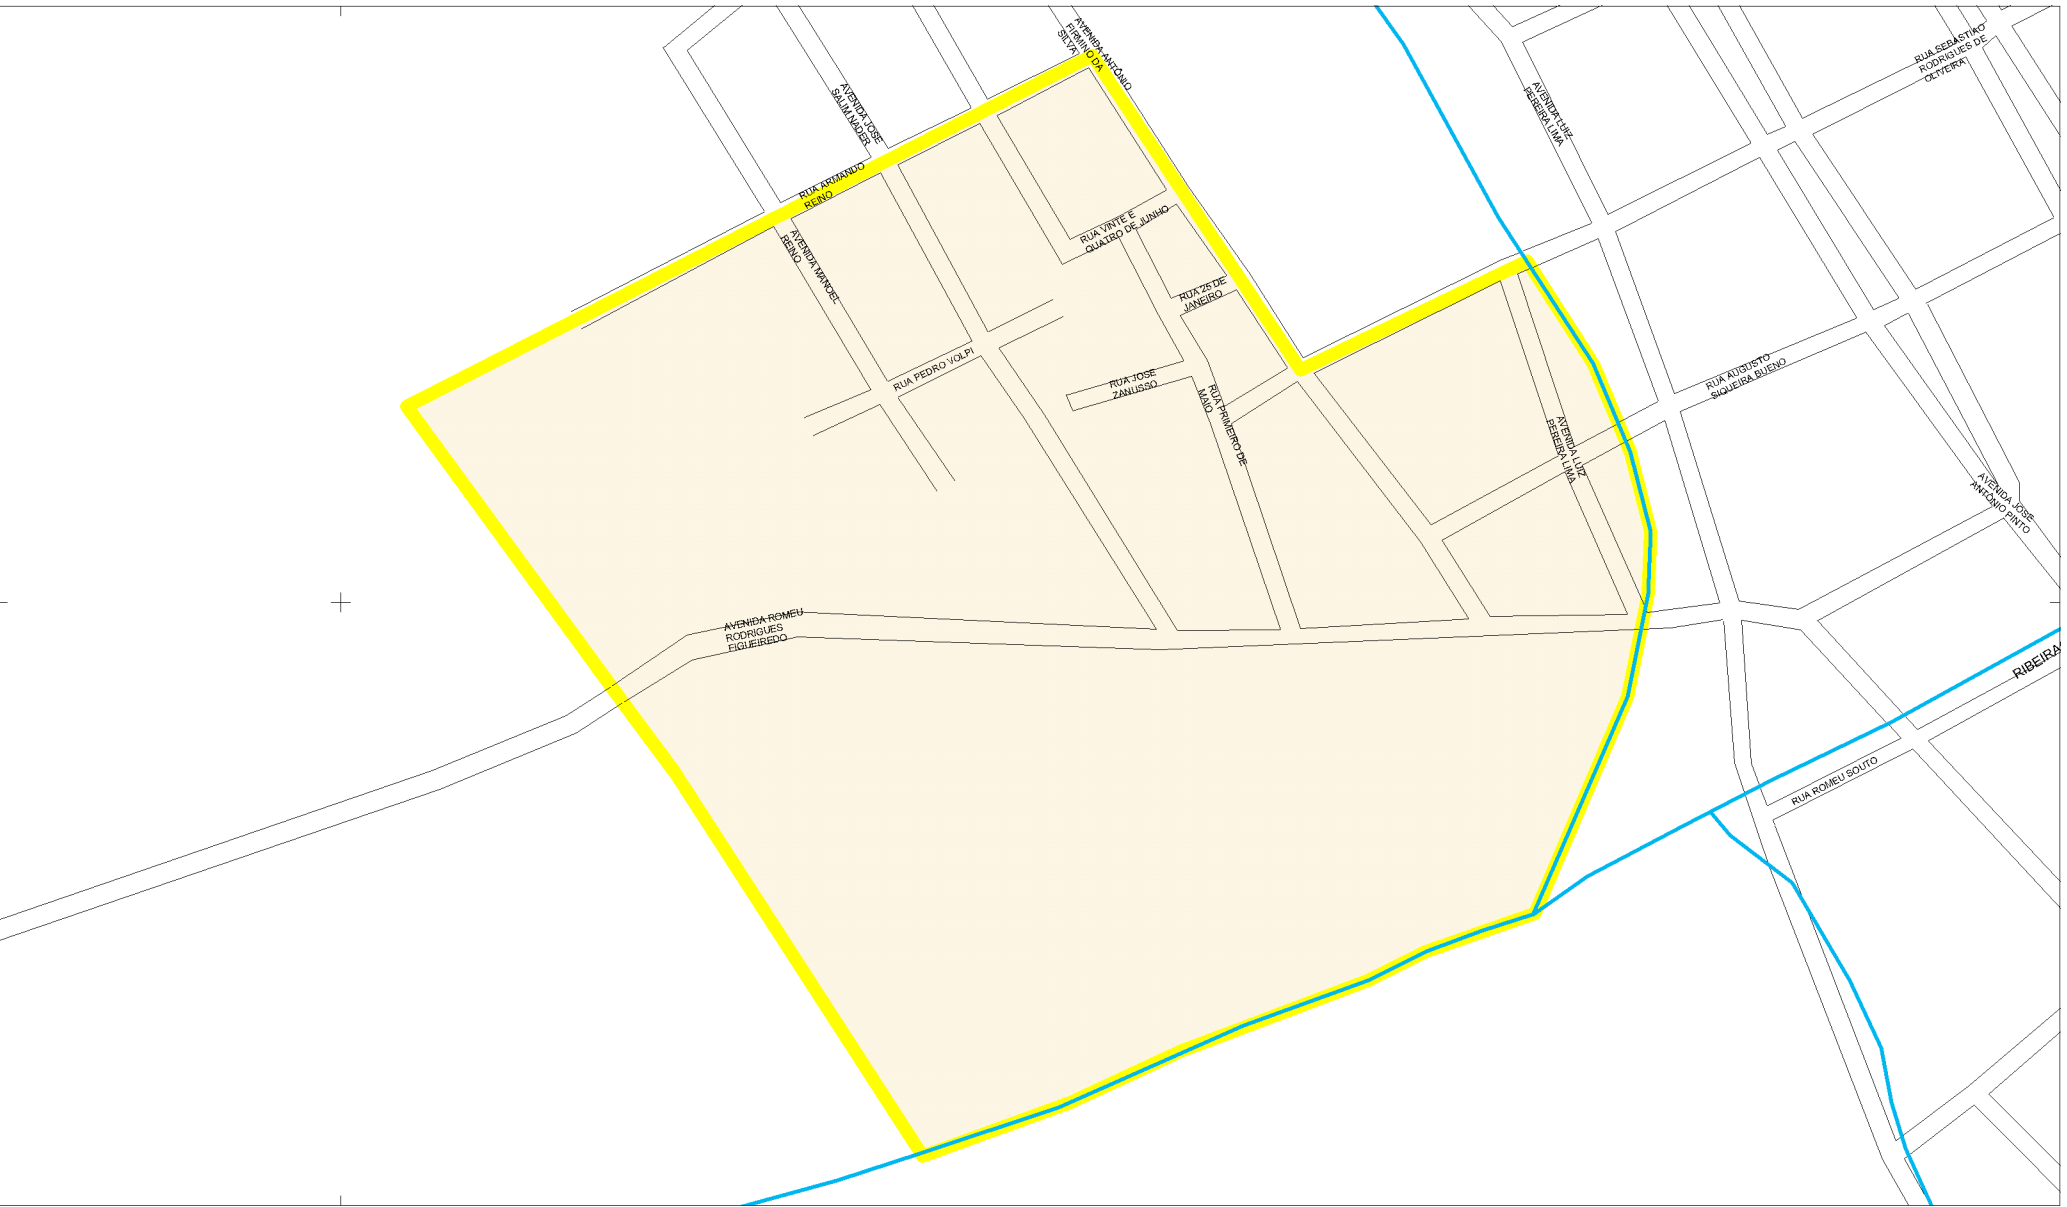 AVENIDA ANTÔNIO
FIRMINO DA
SILVA
RUA SEBASTIAO
RODRIGUES DE
OLIVEIRA
AVENIDA JOSE
SALIM NADER
AVENIDA LUIZ
PEREIRA LIMA
RUA ARMANDO
REINO
RUA VINTE E
QUATRO DE JUNHO
AVENIDA MANOEL
REINO
RUA 25 DE
JANEIRO
RUA PEDRO VOLPI
RUA JOSE
ZANUSSO
RUA PRIMEIRO DE
MAIO
RUA AUGUSTO
SIQUEIRA BUENO
AVENIDA LUIZ
PEREIRA LIMA
AVENIDA JOSE
ANTÔNIO PINTO
AVENIDA ROMEU
RODRIGUES
FIGUEIREDO
RIBEIRA
RUA ROMEU SOUTO